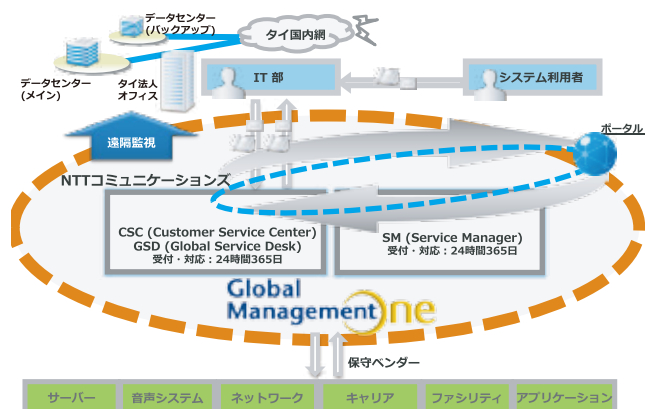 データセンター
(バックアップ)
タイ国内網
データセンター
(メイン)
タイ法人
オフィス
IT 部
システム利用者
遠隔監視
ポータル
NTTコミュニケーションズ
CSC (Customer Service Center)
GSD (Global Service Desk)
受付・対応：24時間365日
SM (Service Manager)
受付・対応：24時間365日
Global
Management One
保守ベンダー
サーバー
音声システム
ネットワーク
キャリア
ファシリティ
アプリケーション